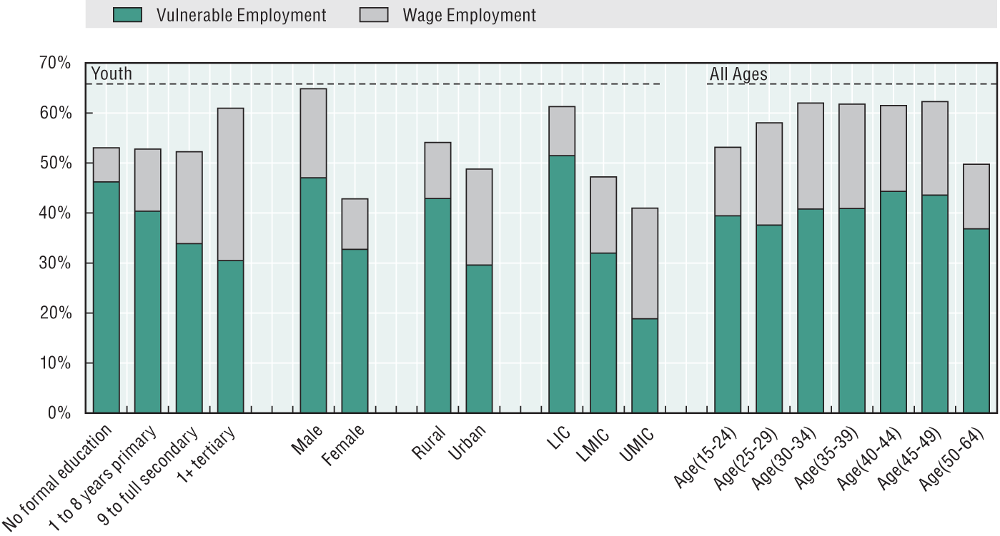 Vulnerable Employment Wage Employment
70%
60%
50%
40%
30%
20%
10%
0%
Youth
All Ages
No formal education
1 to 8 years primary
9 to full secondary
1+ tertiary
Male
Female
Rural
Urban
LIC
LMIC
UMIC
Age(15-24)
Age(25-29)
Age(30-34)
Age(35-39)
Age(40-44)
Age(45-49)
Age(50-64)